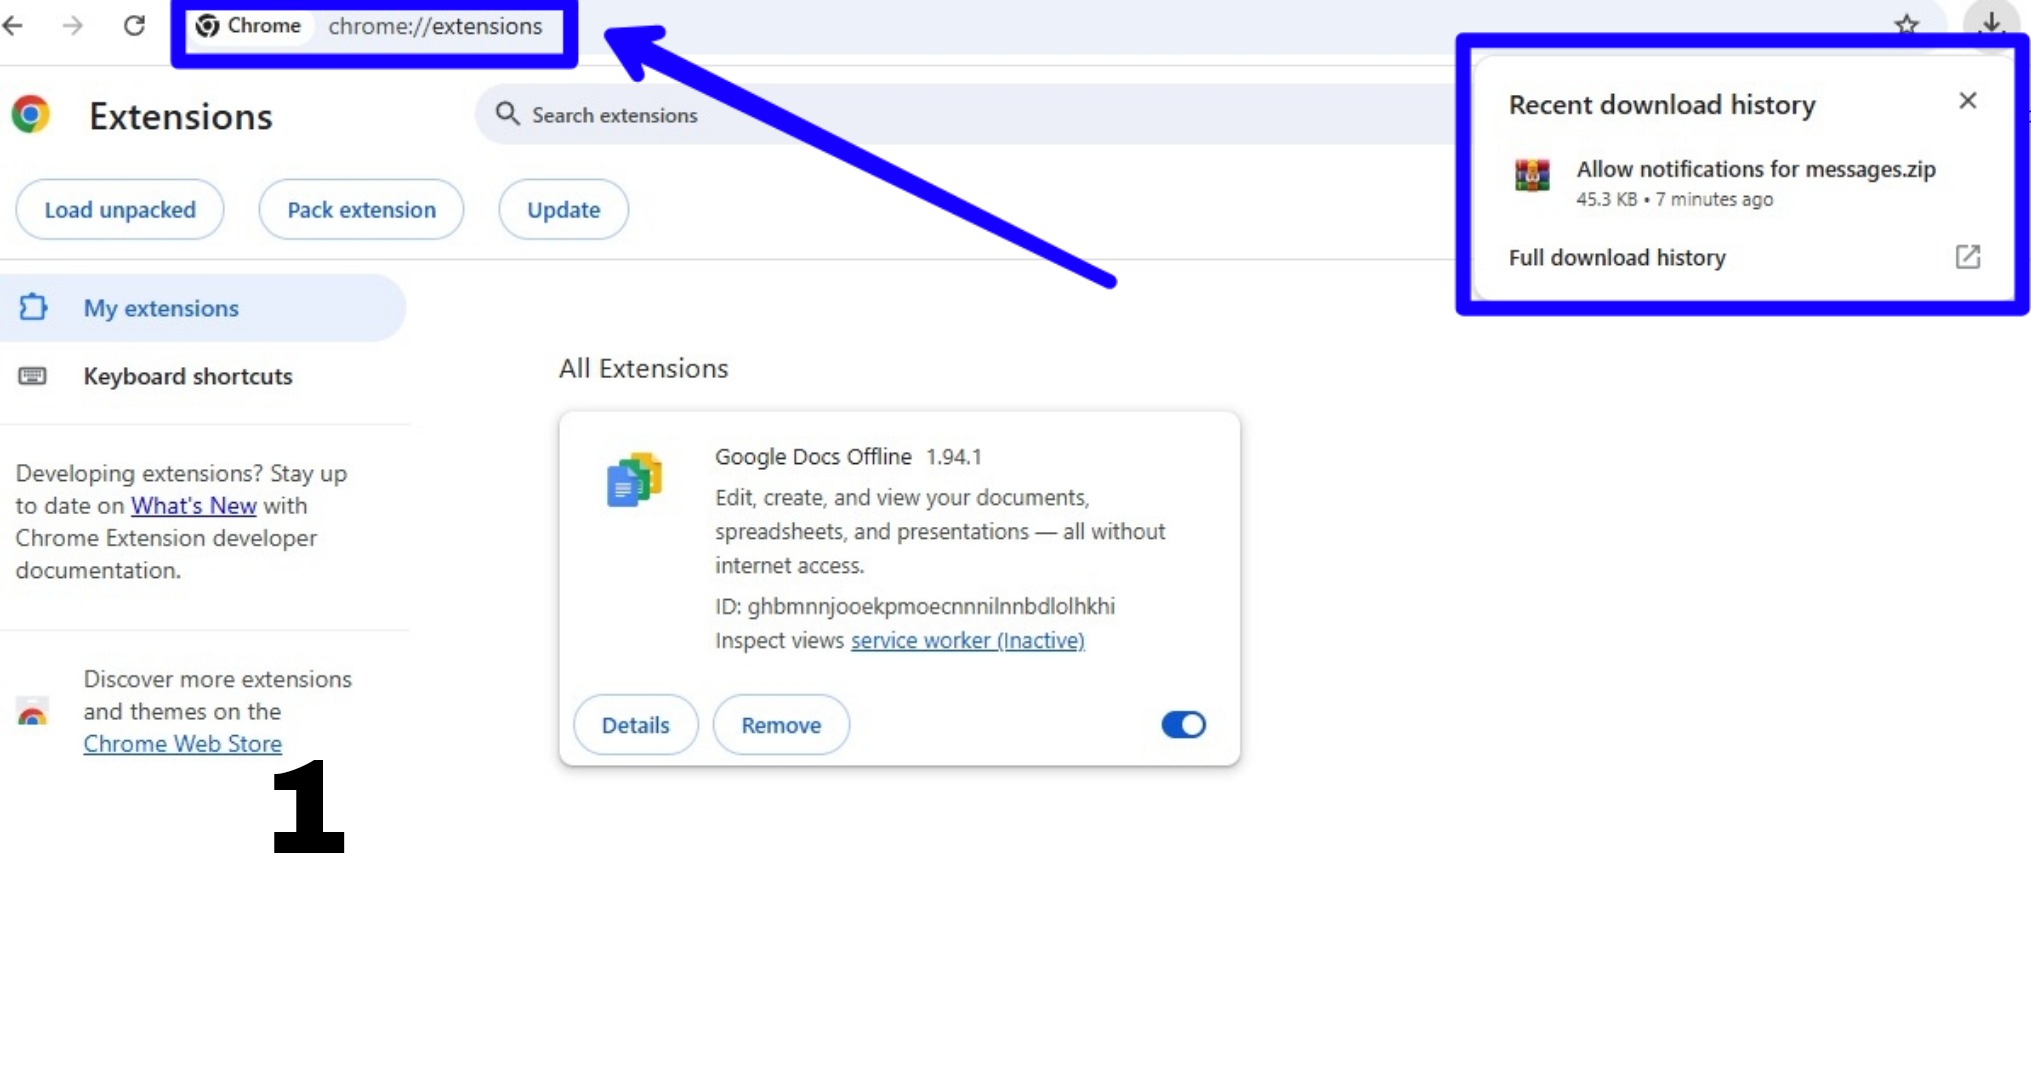 Chrome chrome://extensions
Extensions
Search extensions
Recent download history
Allow notifications for messages.zip
45.3 KB • 7 minutes ago
Full download history
Load unpacked
Pack extension
Update
My extensions
Keyboard shortcuts
Developing extensions? Stay up
to date on What's New with
Chrome Extension developer
documentation.
Discover more extensions
and themes on the
Chrome Web Store
1
All Extensions
Google Docs Offline 1.94.1
Edit, create, and view your documents,
spreadsheets, and presentations — all without
internet access.
ID: ghbmnnjooekpmoecnnnilnnbdlolhkhi
Inspect views service worker (Inactive)
Details
Remove